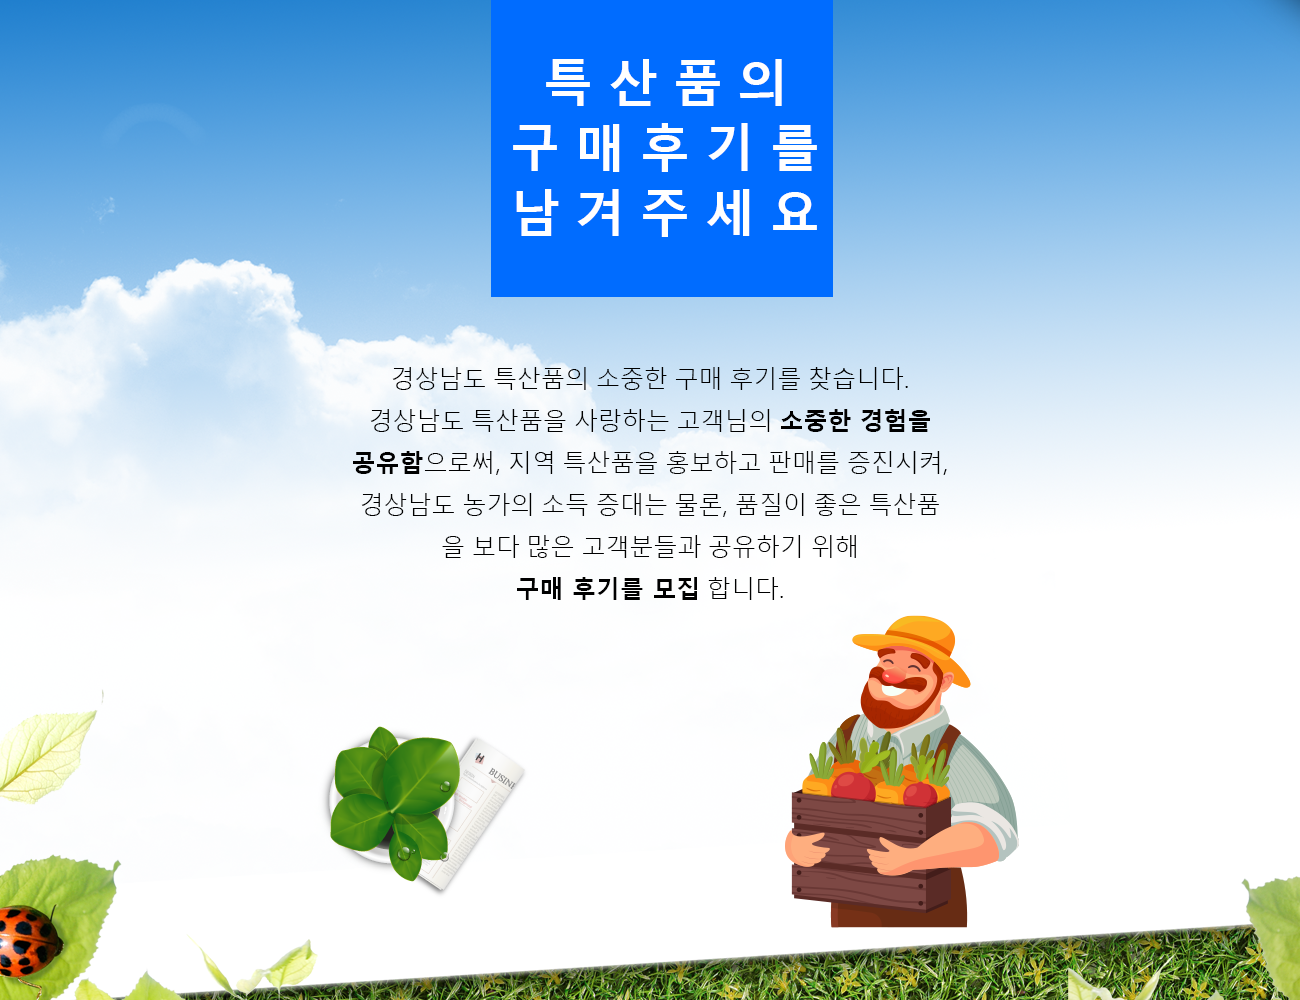 특산품의
구매후기를
남겨주세요
경상남도 특산품의 소중한 구매 후기를 찾습니다.
경상남도 특산품을 사랑하는 고객님의 소중한 경험을
공유함으로써, 지역 특산품을 홍보하고 판매를 증진시켜,
경상남도 농가의 소득 증대는 물론, 품질이 좋은 특산품
을 보다 많은 고객분들과 공유하기 위해
구매 후기를 모집 합니다.
H
BUSINE